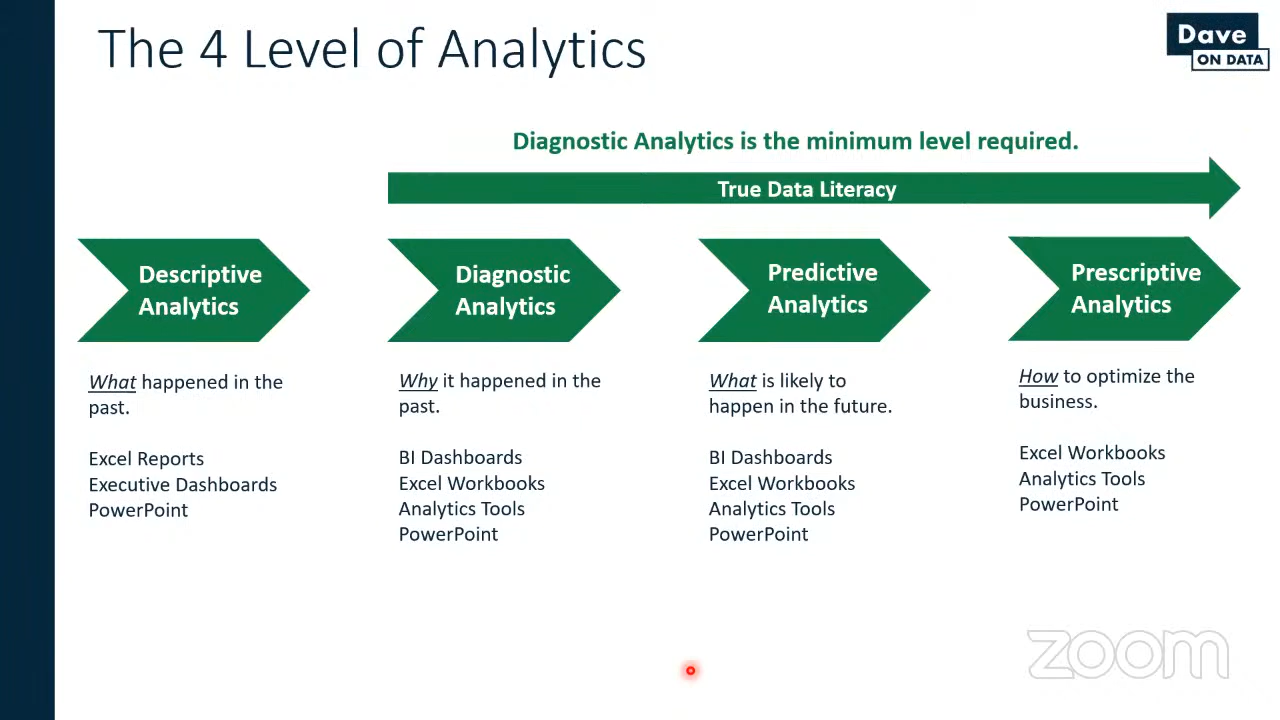 The 4 Level of Analytics
Dave
ON DATA
Diagnostic Analytics is the minimum level required.
True Data Literacy
Descriptive
Analytics
What happened in the
past.
Excel Reports
Executive Dashboards
PowerPoint
Diagnostic
Analytics
Why it happened in the
past.
BI Dashboards
Excel Workbooks
Analytics Tools
PowerPoint
Predictive
Analytics
What is likely to
happen in the future.
BI Dashboards
Excel Workbooks
Analytics Tools
PowerPoint
Prescriptive
Analytics
How to optimize the
business.
Excel Workbooks
Analytics Tools
PowerPoint
zoom